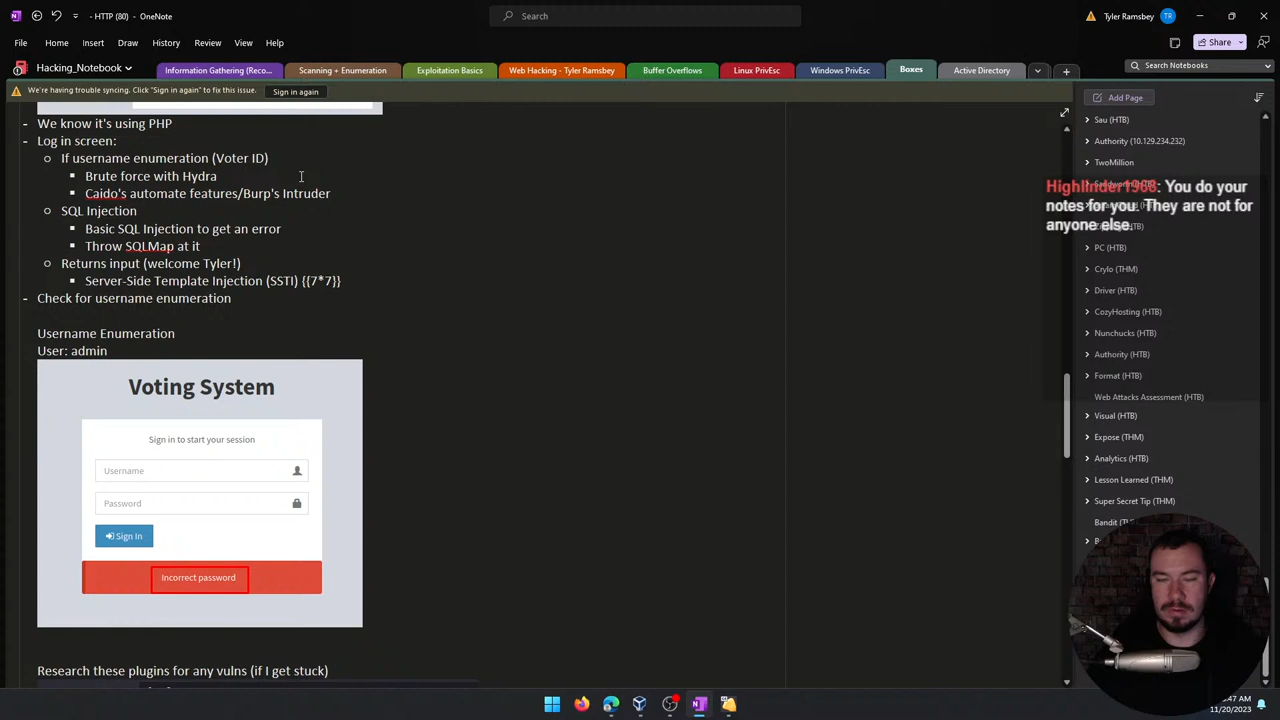 - HTTP (80) - OneNote
Search
Tyler Ramsbey
TR
File
Home
Insert
Draw
History
Review
View
Help
Share
Hacking_Notebook
Information Gathering (Reco...
Scanning + Enumeration
Exploitation Basics
Web Hacking - Tyler Ramsbey
Buffer Overflows
Linux PrivEsc
Windows PrivEsc
Boxes
Active Directory
Search Notebooks
We're having trouble syncing. Click "Sign in again" to fix this issue.
Sign in again
- We know it's using PHP
- Log in screen:
If username enumeration (Voter ID)
Brute force with Hydra
Caido's automate features/Burp's Intruder
SQL Injection
Basic SQL Injection to get an error
Throw SQLMap at it
Returns input (welcome Tyler!)
Server-Side Template Injection (SSTI) {{7*7}}
- Check for username enumeration
Username Enumeration
User: admin
Voting System
Sign in to start your session
Username
Password
Sign In
Incorrect password
Research these plugins for any vulns (if I get stuck)
Add Page
Sau (HTB)
Authority (10.129.234.232)
TwoMillion
Highlinder1968: You do your
notes for you. They are not for
anyone else.
PC (HTB)
Crylo (THM)
Driver (HTB)
CozyHosting (HTB)
Nunchucks (HTB)
Authority (HTB)
Format (HTB)
Web Attacks Assessment (HTB)
Visual (HTB)
Expose (THM)
Analytics (HTB)
Lesson Learned (THM)
Super Secret Tip (THM)
Bandit
:47 AM
11/20/2023